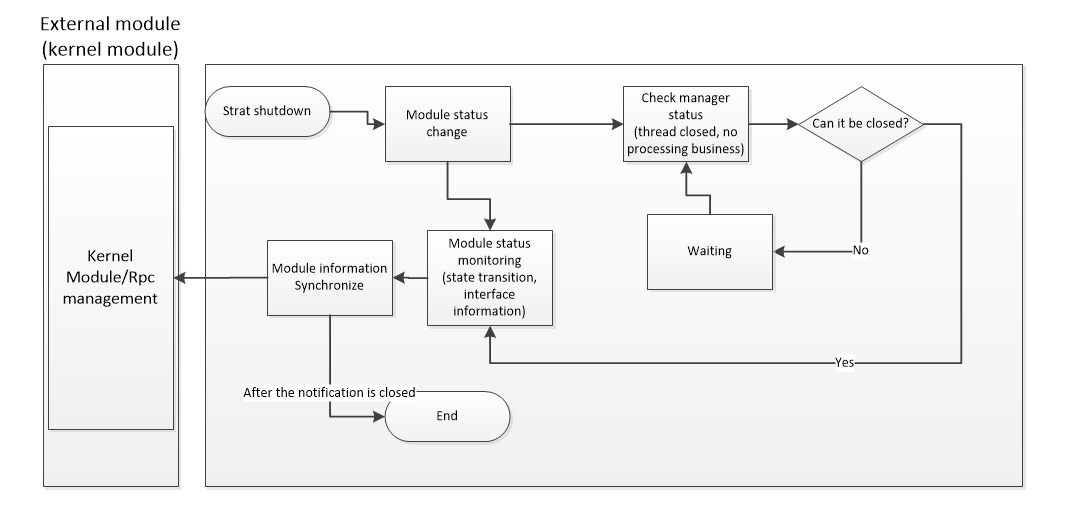 External module
(kernel module)
Strat shutdown
Module status
change
Check manager
status
(thread closed, no
processing business)
Can it be closed?
Kernel
Module/Rpc
management
Module information
Synchronize
Module status
monitoring
(state transition,
interface
information)
Waiting
No
Yes
After the notification is closed
End